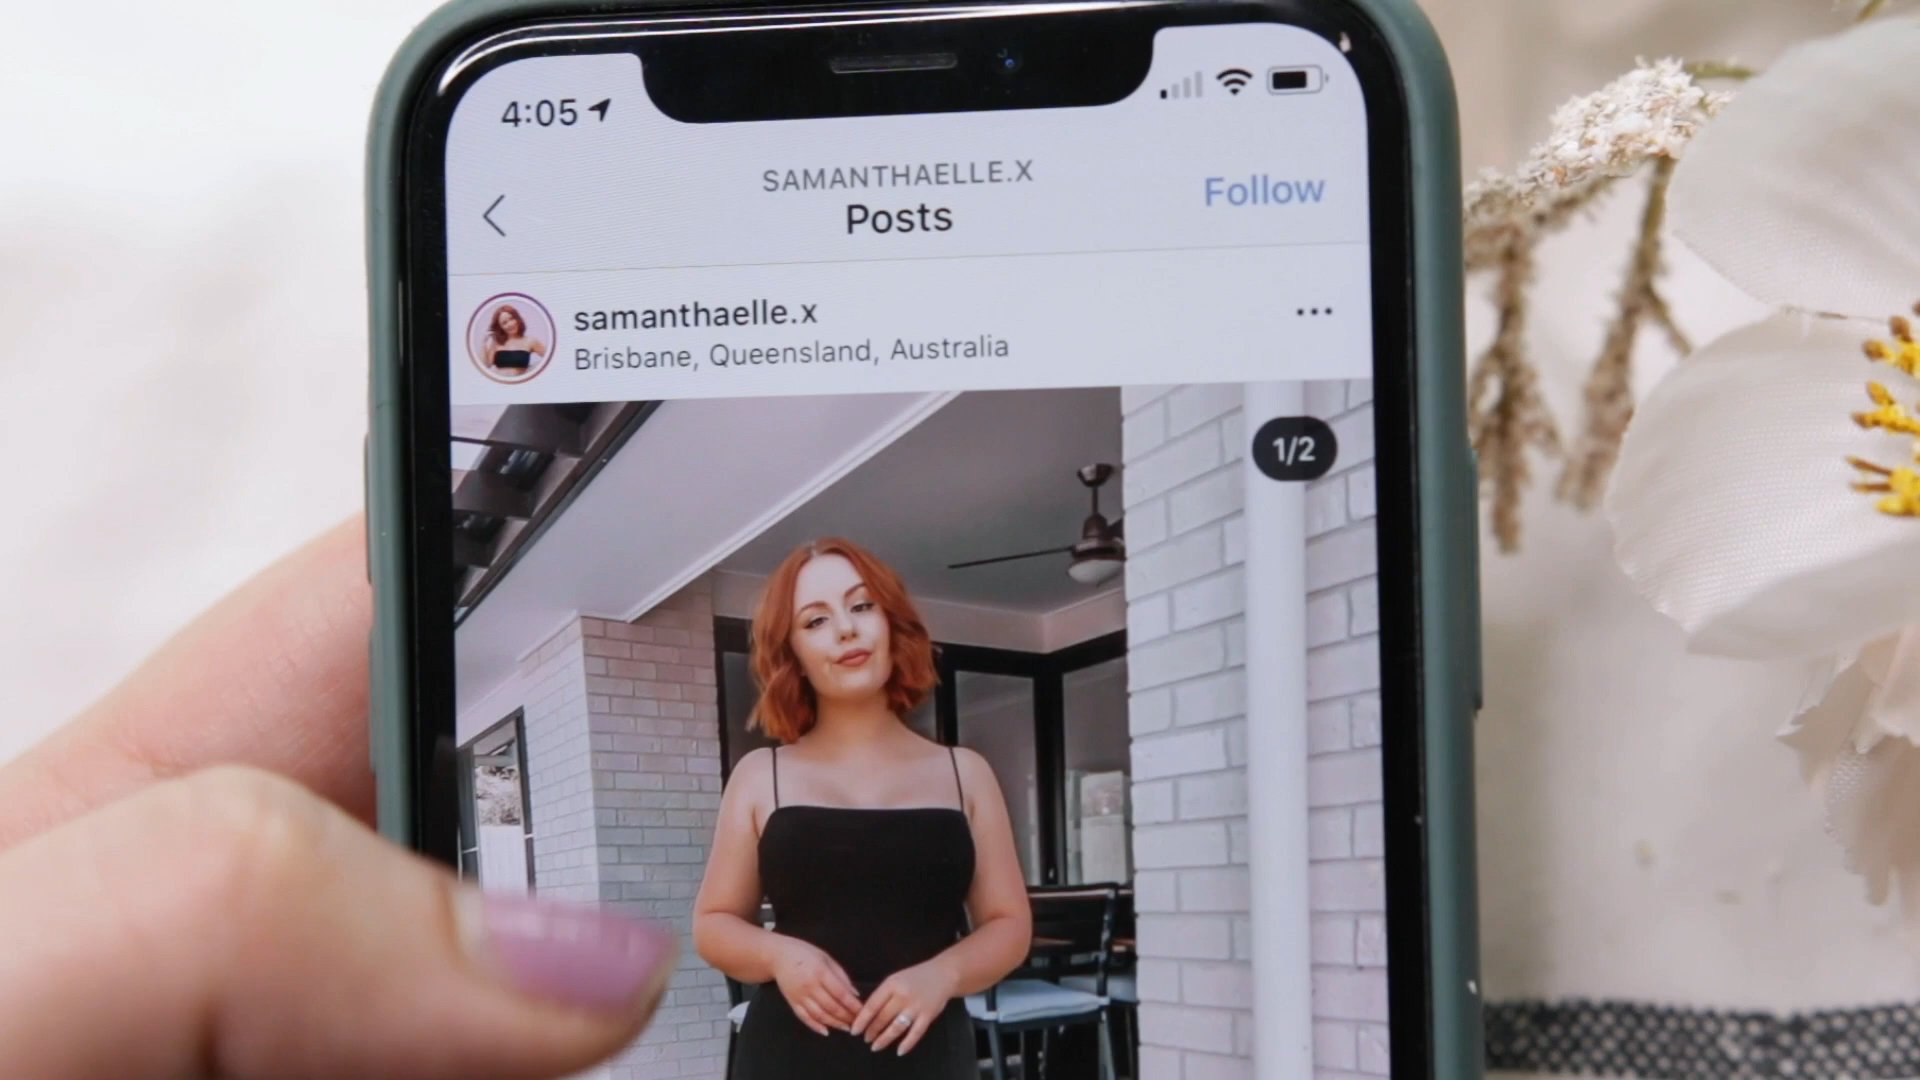 4:05
SAMANTHAELLE.X
Posts
Follow
samanthaelle.x
Brisbane, Queensland, Australia
1/2